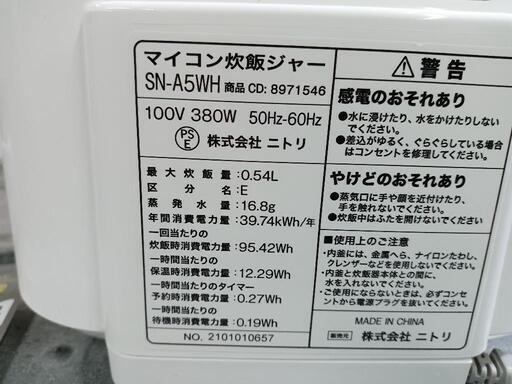 マイコン炊飯ジャー
SN-A5WH 商品CD: 8971546
100V 380W 50Hz-60Hz
PS
E
株式会社 ニトリ
最大炊飯量:0.54L
区分名:E
蒸発水量:16.8g
年間消費電力量:39.74kWh/年
一回当たりの
炊飯時消費電力量:95.42Wh
一時間当たりの
保温時消費電力量:12.29Wh
一時間当たりのタイマー
予約時消費電力量:0.27Wh
一時間当たりの
待機時消費電力量:0.19Wh
NO. 2101010657
警告
感電のおそれあり
●水に浸けたり、水をかけたりしない
でください。
●差込がゆるく、ぐらぐらしている場合
はコンセントを修理してください。
やけどのおそれあり
●蒸気口に手や顔を近付けたり、
手を触れないでください。
●炊飯中はふたを開けないでください。
■使用上のご注意
・内釜には、金属へら、ナイロンたわし、
クレンザーなどを使用しないでください。
・内釜と炊飯器本体との間に、
水を入れないでください。
・ご使用にならないときは、必ずコンセント
から電源プラグを抜いてください。
MADE IN CHINA
販売元 株式会社 ニトリ